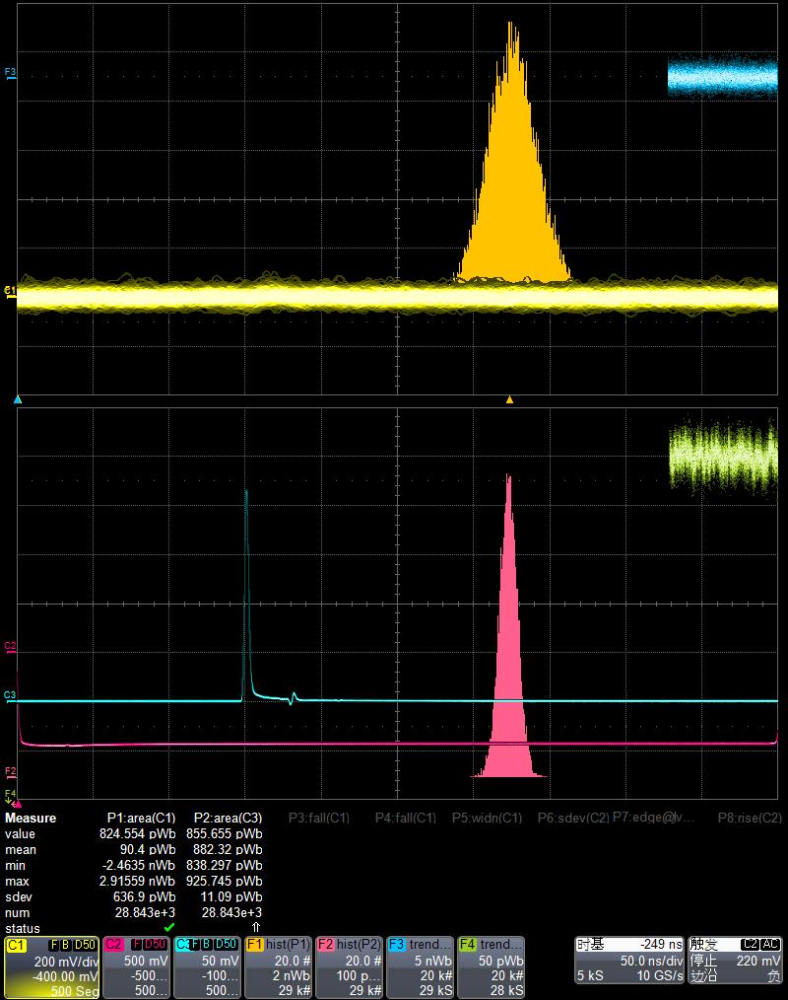 F3
C1
C2
C3
F2
F4
Measure P1:area(C1) P2:area(C3) P3:fall(C1) P4:fall(C1) P5:widn(C1) P6:sdev(C2) P7:edge@lv... P8:rise(C2)
value 824.554 pWb 855.655 pWb
mean 90.4 pWb 882.32 pWb
min -2.4635 nWb 838.297 pWb
max 2.91559 nWb 925.745 pWb
sdev 636.9 pWb 11.09 pWb
num 28.843e+3 28.843e+3
status
C1 F B D50 C2 F D50 C3 F B D50 F1 hist(P1) F2 hist(P2) F3 trend... F4 trend... 时基 -249 ns 触发 C2 AC
200 mV/div 500 mV 50 mV 20.0 # 20.0 # 5 nWb 50 pWb 50.0 ns/div 停止 220 mV
-400.00 mV -500... -100... 2 nWb 100 p... 20 k# 20 k# 5 kS 10 GS/s 边沿 负
500 Seg 500... 500... 29 k# 29 k# 29 kS 28 kS